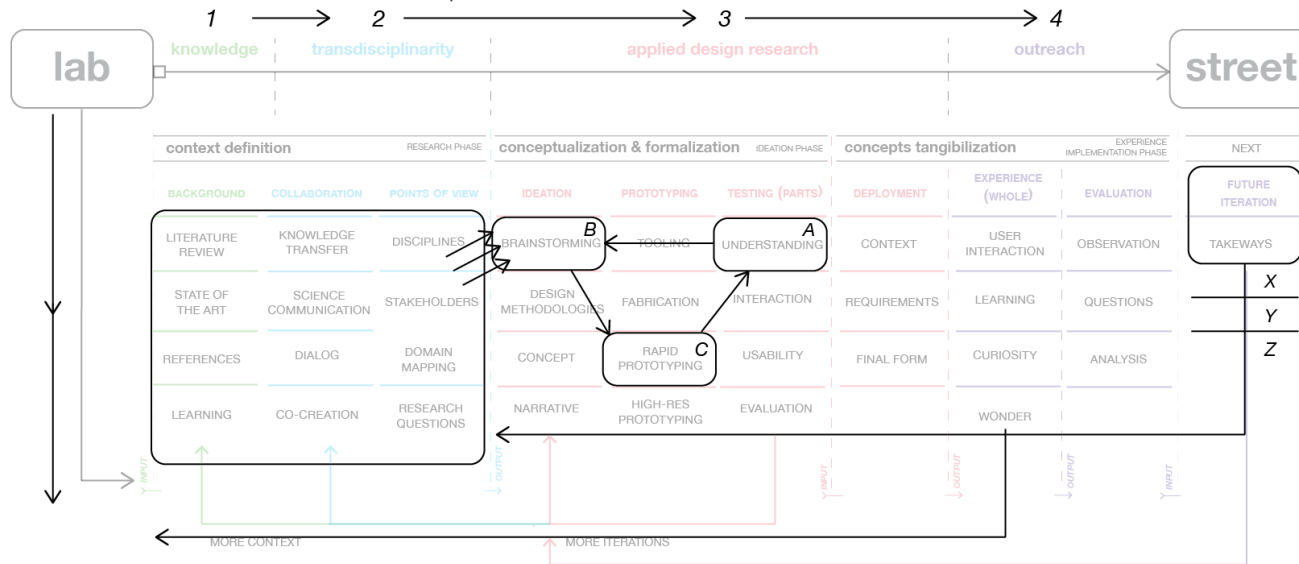 1 2 3 4
lab
knowledge transdisciplinarity applied design research outreach
street
context definition RESEARCH PHASE conceptualization & formalization IDEATION PHASE concepts tangibilization EXPERIENCE
IMPLEMENTATION PHASE NEXT
BACKGROUND COLLABORATION POINTS OF VIEW IDEATION PROTOTYPING TESTING (PARTS) DEPLOYMENT EXPERIENCE
(WHOLE) EVALUATION FUTURE
ITERATION
B A
LITERATURE
REVIEW KNOWLEDGE
TRANSFER DISCIPLINES BRAINSTORMING TOOLING UNDERSTANDING CONTEXT USER
INTERACTION OBSERVATION TAKEWAYS
X
STATE OF
THE ART SCIENCE
COMMUNICATION STAKEHOLDERS DESIGN
METHODOLOGIES FABRICATION INTERACTION REQUIREMENTS LEARNING QUESTIONS
Y
C Z
REFERENCES DIALOG DOMAIN
MAPPING CONCEPT RAPID
PROTOTYPING USABILITY FINAL FORM CURIOSITY ANALYSIS
LEARNING CO-CREATION RESEARCH
QUESTIONS NARRATIVE HIGH-RES
PROTOTYPING EVALUATION WONDER
INPUT OUTPUT INPUT OUTPUT OUTPUT INPUT
MORE CONTEXT MORE ITERATIONS